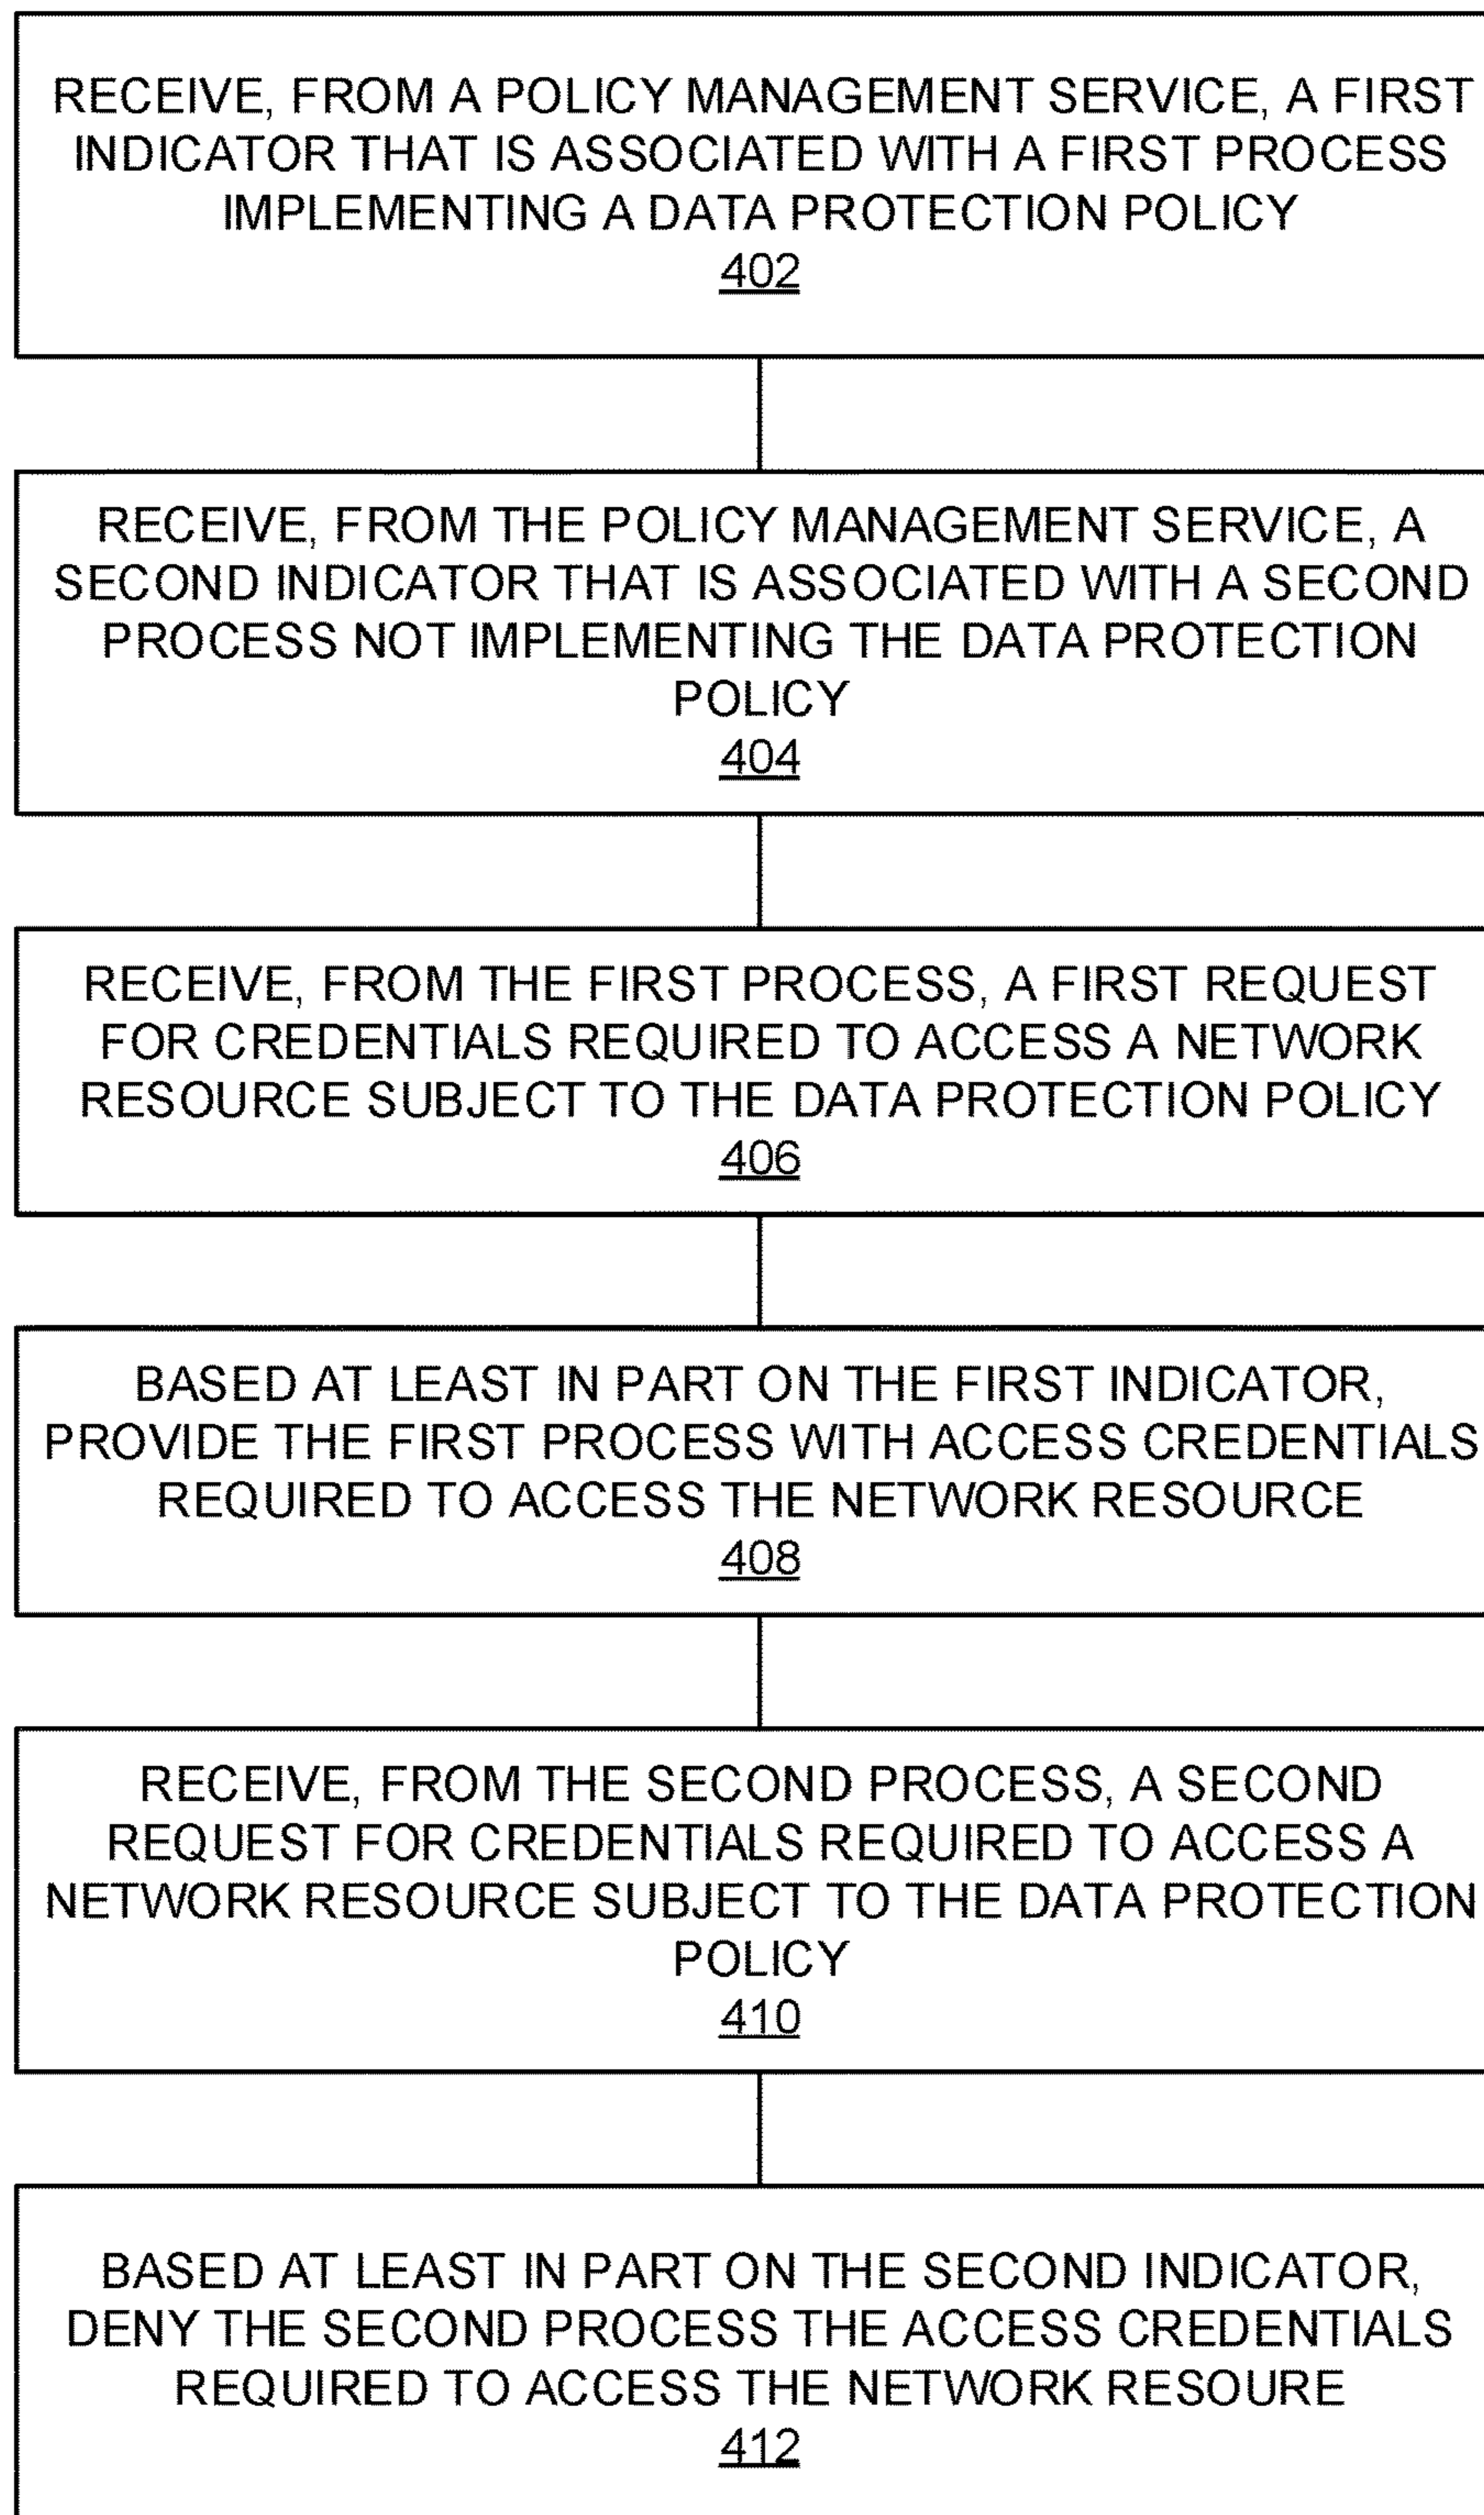 RECEIVE, FROM A POLICY MANAGEMENT SERVICE, A FIRST
INDICATOR THAT IS ASSOCIATED WITH A FIRST PROCESS
IMPLEMENTING A DATA PROTECTION POLICY
402
RECEIVE, FROM THE POLICY MANAGEMENT SERVICE, A
SECOND INDICATOR THAT IS ASSOCIATED WITH A SECOND
PROCESS NOT IMPLEMENTING THE DATA PROTECTION
POLICY
404
RECEIVE, FROM THE FIRST PROCESS, A FIRST REQUEST
FOR CREDENTIALS REQUIRED TO ACCESS A NETWORK
RESOURCE SUBJECT TO THE DATA PROTECTION POLICY
406
BASED AT LEAST IN PART ON THE FIRST INDICATOR,
PROVIDE THE FIRST PROCESS WITH ACCESS CREDENTIALS
REQUIRED TO ACCESS THE NETWORK RESOURCE
408
RECEIVE, FROM THE SECOND PROCESS, A SECOND
REQUEST FOR CREDENTIALS REQUIRED TO ACCESS A
NETWORK RESOURCE SUBJECT TO THE DATA PROTECTION
POLICY
410
BASED AT LEAST IN PART ON THE SECOND INDICATOR,
DENY THE SECOND PROCESS THE ACCESS CREDENTIALS
REQUIRED TO ACCESS THE NETWORK RESOURE
412